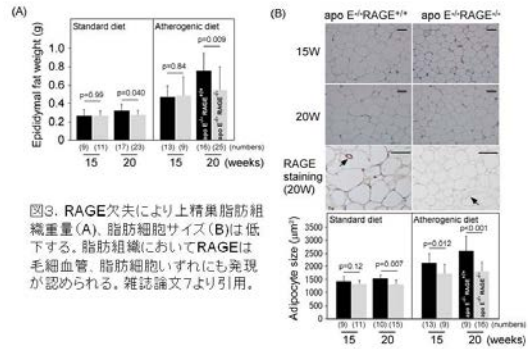 (A)
Standard diet
Atherogenic diet
Epididymal fat weight (g)
1.0
0.8
0.6
0.4
0.2
0
p=0.99
p=0.040
p=0.84
p=0.009
apo E-/-RAGE+/+
apo E-/-RAGE-/-
(9) (11) (17) (23) (13) (9) (16) (25) (numbers)
15 20 15 20 (weeks)
図3. RAGE欠失により上精巣脂肪組
織重量(A)、脂肪細胞サイズ(B)は低
下する。脂肪組織においてRAGEは
毛細血管、脂肪細胞いずれにも発現
が認められる。雑誌論文7より引用。
(B)
apo E-/-RAGE+/+ apo E-/-RAGE-/-
15W
20W
RAGE
staining
(20W)
Standard diet
Atherogenic diet
Adipocyte size (μm²)
3500
3000
2500
2000
1500
1000
500
0
p=0.12
p=0.007
p=0.012
p=0.001
apo E-/-RAGE+/+
apo E-/-RAGE-/-
(9) (11) (10) (15) (13) (9) (9) (16) (numbers)
15 20 15 20 (weeks)